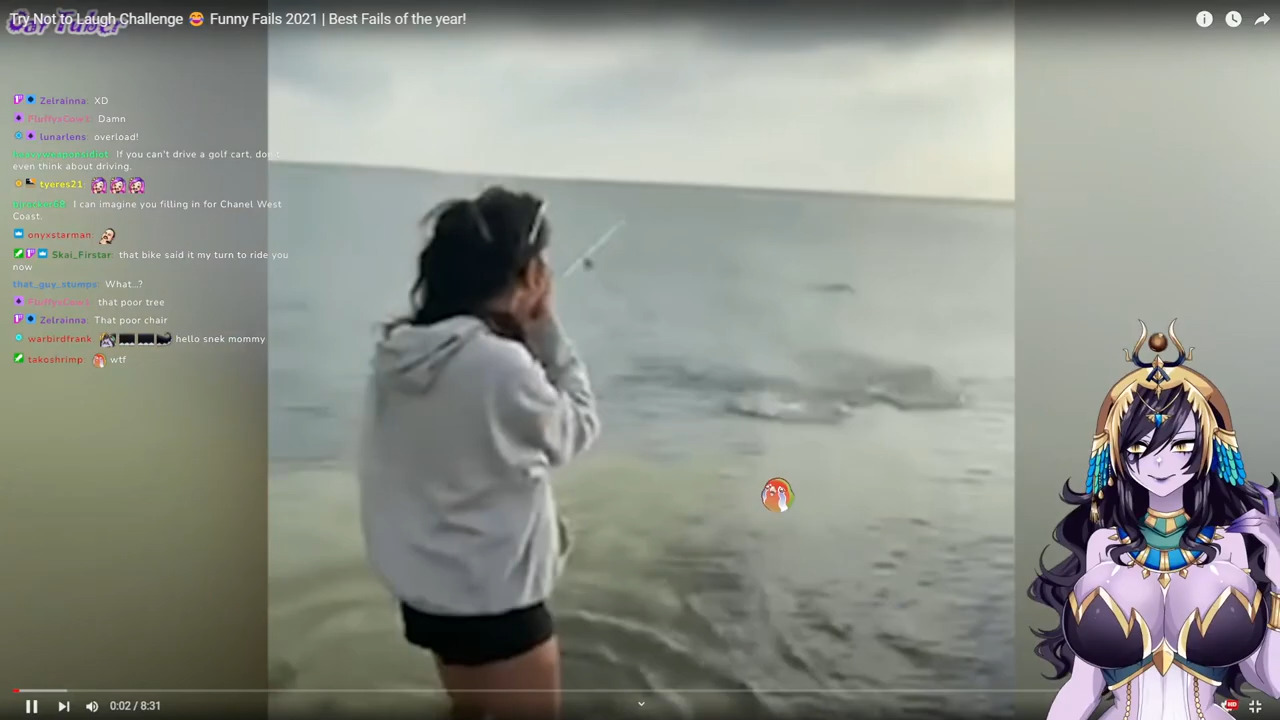 Try Not to Laugh Challenge 😂 Funny Fails 2021 | Best Fails of the year!
Zelrainna: XD
FluffysCows: Damn
lunarlens: overload!
If you can't drive a golf cart, don't
even think about driving.
tyeres21
I can imagine you filling in for Chanel West
Coast.
onyxstarman:
Skai_Firstar: that bike said it my turn to ride you
now
that_guy_stumps: What...?
FluffysCows: that poor tree
Zelrainna: That poor chair
warbirdfrank: hello snek mommy
takoshrimp: wtf
0:02 / 8:31
HD